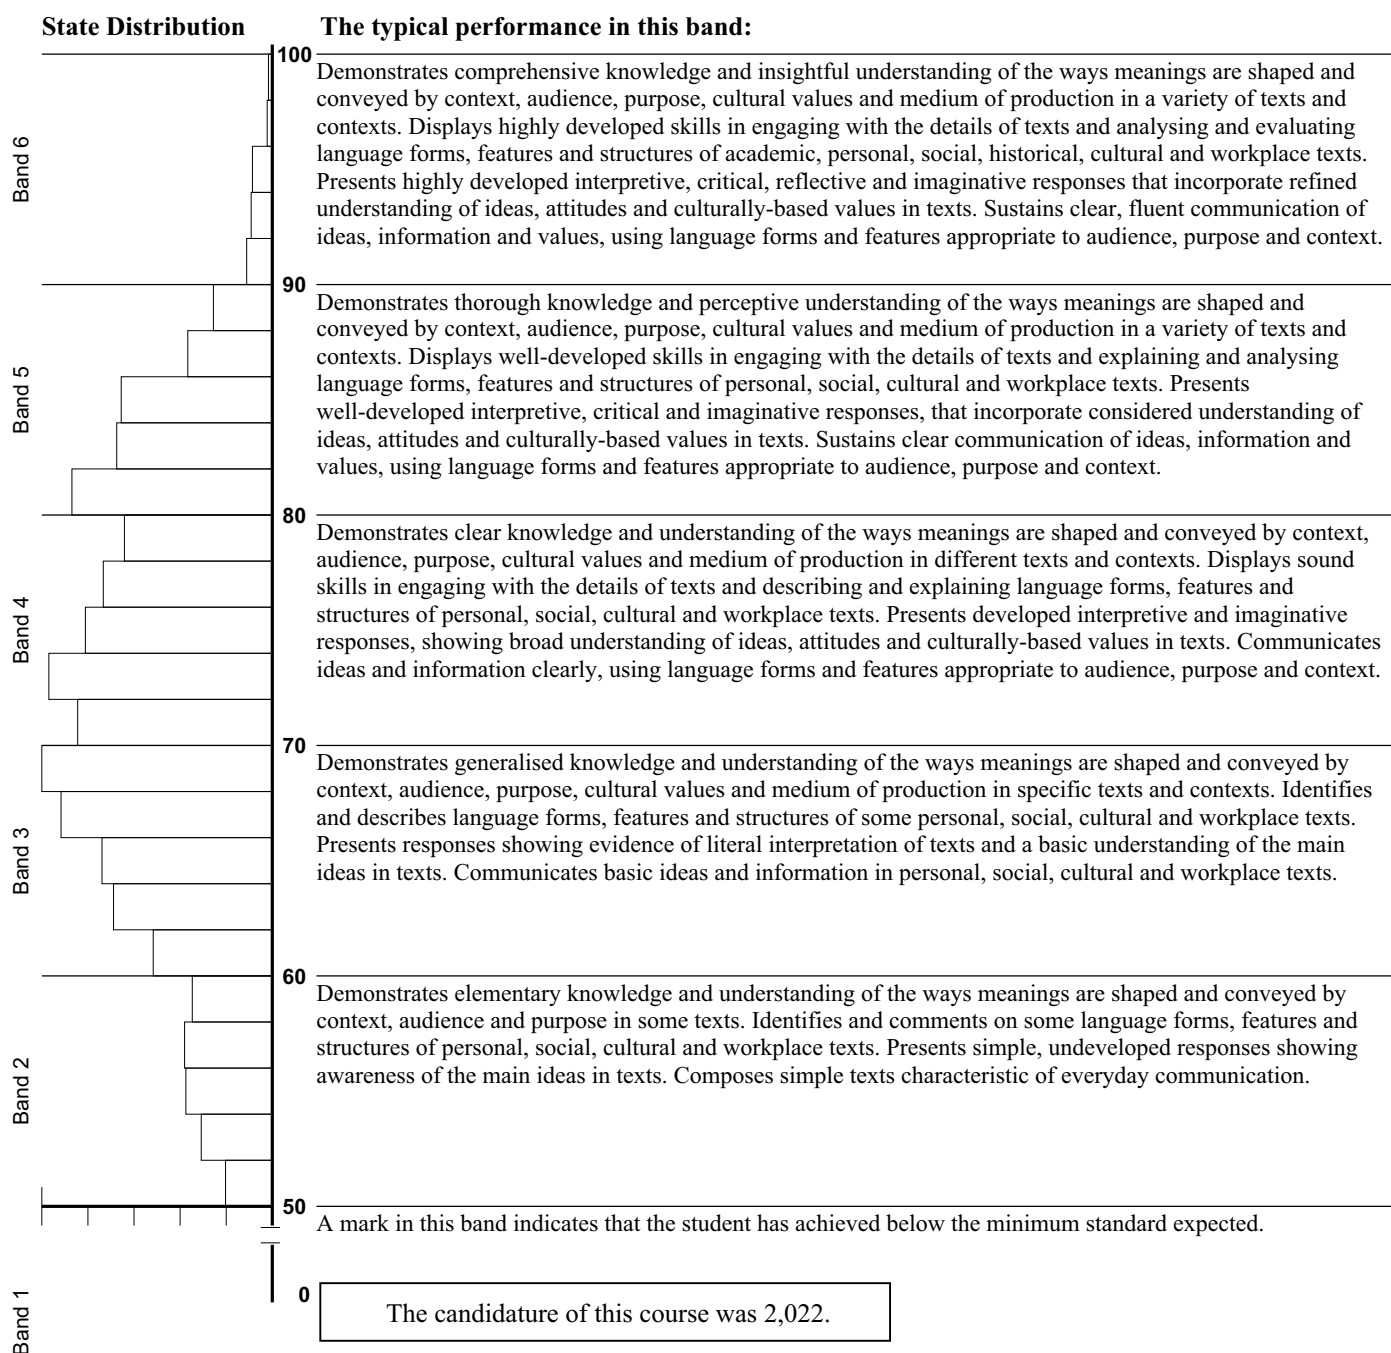 State Distribution
The typical performance in this band:
100
Band 6
Demonstrates comprehensive knowledge and insightful understanding of the ways meanings are shaped and
conveyed by context, audience, purpose, cultural values and medium of production in a variety of texts and
contexts. Displays highly developed skills in engaging with the details of texts and analysing and evaluating
language forms, features and structures of academic, personal, social, historical, cultural and workplace texts.
Presents highly developed interpretive, critical, reflective and imaginative responses that incorporate refined
understanding of ideas, attitudes and culturally-based values in texts. Sustains clear, fluent communication of
ideas, information and values, using language forms and features appropriate to audience, purpose and context.
90
Band 5
Demonstrates thorough knowledge and perceptive understanding of the ways meanings are shaped and
conveyed by context, audience, purpose, cultural values and medium of production in a variety of texts and
contexts. Displays well-developed skills in engaging with the details of texts and explaining and analysing
language forms, features and structures of personal, social, cultural and workplace texts. Presents
well-developed interpretive, critical and imaginative responses, that incorporate considered understanding of
ideas, attitudes and culturally-based values in texts. Sustains clear communication of ideas, information and
values, using language forms and features appropriate to audience, purpose and context.
80
Band 4
Demonstrates clear knowledge and understanding of the ways meanings are shaped and conveyed by context,
audience, purpose, cultural values and medium of production in different texts and contexts. Displays sound
skills in engaging with the details of texts and describing and explaining language forms, features and
structures of personal, social, cultural and workplace texts. Presents developed interpretive and imaginative
responses, showing broad understanding of ideas, attitudes and culturally-based values in texts. Communicates
ideas and information clearly, using language forms and features appropriate to audience, purpose and context.
70
Band 3
Demonstrates generalised knowledge and understanding of the ways meanings are shaped and conveyed by
context, audience, purpose, cultural values and medium of production in specific texts and contexts. Identifies
and describes language forms, features and structures of some personal, social, cultural and workplace texts.
Presents responses showing evidence of literal interpretation of texts and a basic understanding of the main
ideas in texts. Communicates basic ideas and information in personal, social, cultural and workplace texts.
60
Band 2
Demonstrates elementary knowledge and understanding of the ways meanings are shaped and conveyed by
context, audience and purpose in some texts. Identifies and comments on some language forms, features and
structures of personal, social, cultural and workplace texts. Presents simple, undeveloped responses showing
awareness of the main ideas in texts. Composes simple texts characteristic of everyday communication.
50
A mark in this band indicates that the student has achieved below the minimum standard expected.
Band 1
0
The candidature of this course was 2,022.